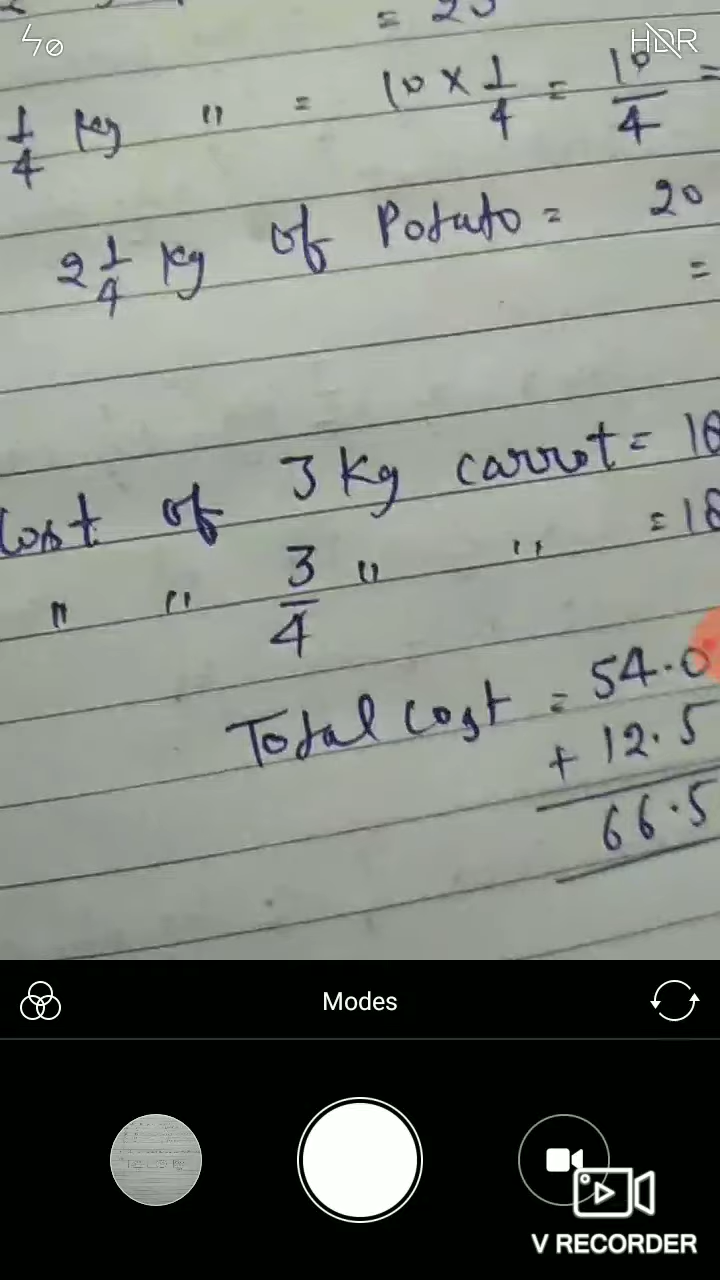 HDR
= 25
1/4 kg " = 10 × 1/4 = 10/4 =
2 1/4 kg of Potato = 20
=
Cost of 3 kg carrot = 18
" " 3/4 " " = 18
Total cost = 54.0
+ 12.5
66.5
Modes
V RECORDER